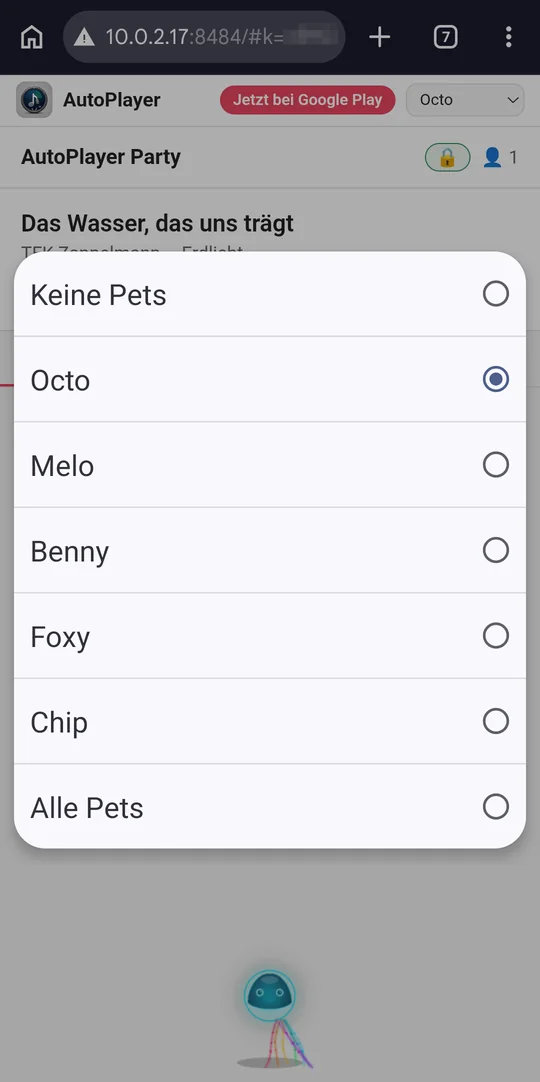 10.0.2.17:8484/#k=
7
AutoPlayer
Jetzt bei Google Play
Octo
AutoPlayer Party
1
Das Wasser, das uns trägt
Keine Pets
Octo
Melo
Benny
Foxy
Chip
Alle Pets